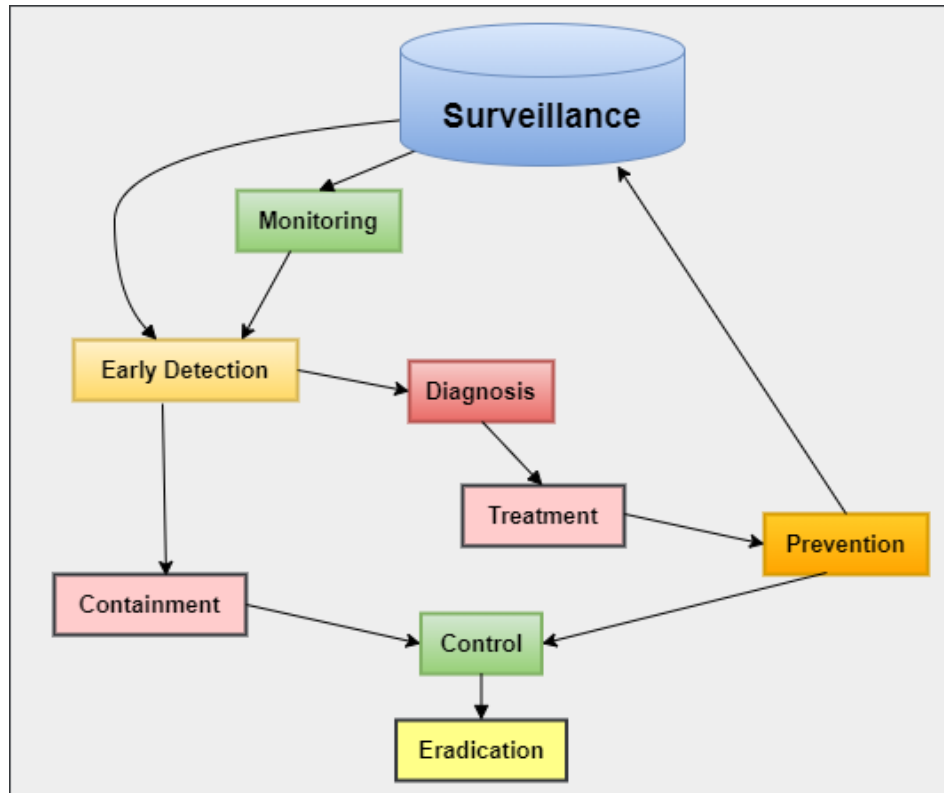 Surveillance
Monitoring
Early Detection
Diagnosis
Treatment
Prevention
Containment
Control
Eradication